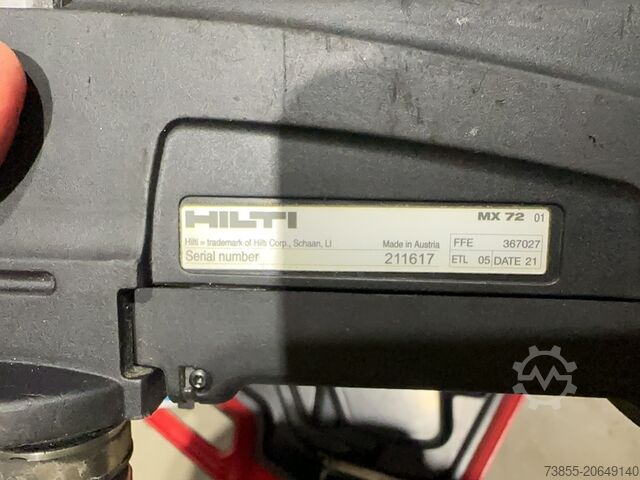 HILTI
MX 72 01
Hilti = trademark of Hilti Corp., Schaan, LI
Made in Austria
Serial number 211617
FFE 367027
ETL 05 DATE 21
73855-20649140